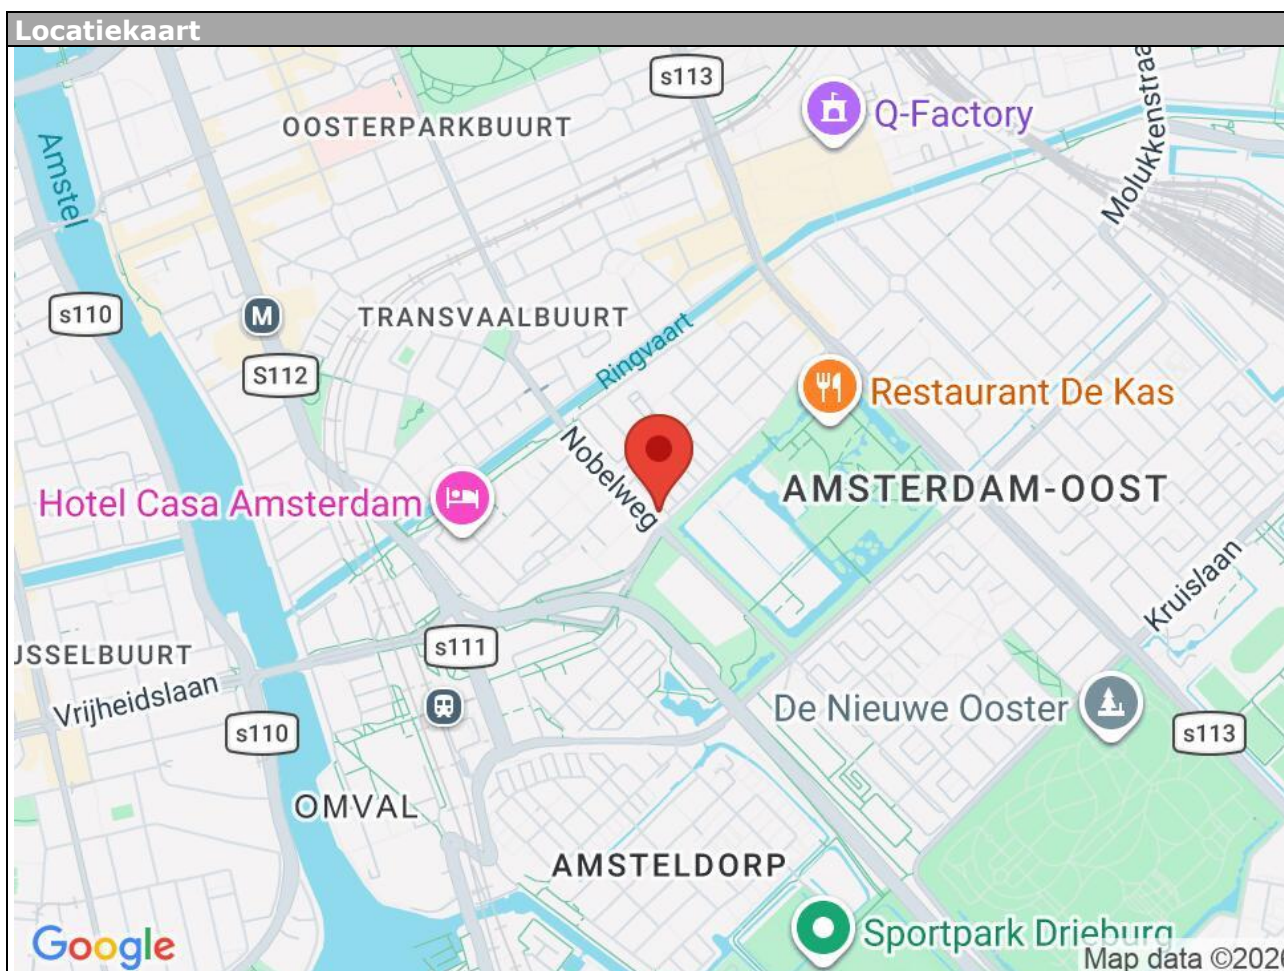 Locatiekaart
s113
Q-Factory
OOSTERPARKBUURT
Amstel
Molukkenstraa
s110
M
TRANSVAALBUURT
Ringvaart
S112
Restaurant De Kas
Nobelweg
AMSTERDAM-OOST
Hotel Casa Amsterdam
Kruislaan
s111
JSSELBUURT
Vrijheidslaan
De Nieuwe Ooster
s110
s113
OMVAL
AMSTELDORP
Sportpark Drieburg
Google
Map data ©202